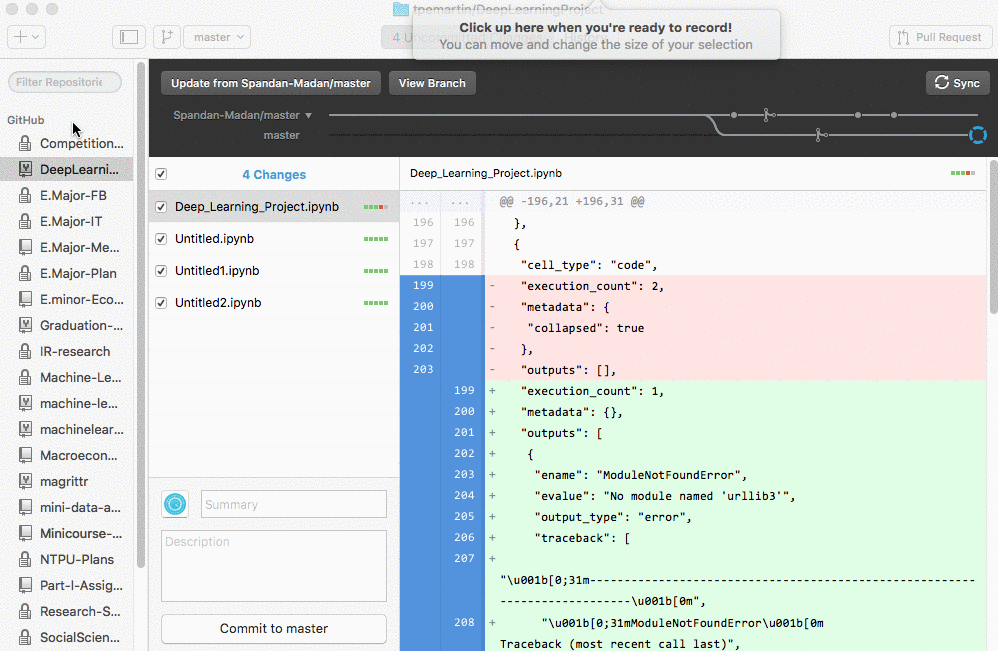 tpemartin/DeepLearningProject
Click up here when you're ready to record!
You can move and change the size of your selection
master
4 Un
Pull Request
Filter Repositorie
GitHub
Competition...
DeepLearni...
E.Major-FB
E.Major-IT
E.Major-Me...
E.Major-Plan
E.minor-Eco...
Graduation-...
IR-research
Machine-Le...
machine-le...
machinelear...
Macroecon...
magrittr
mini-data-a...
Minicourse-...
NTPU-Plans
Part-I-Assig...
Research-S...
SocialScien...
Update from Spandan-Madan/master
View Branch
Sync
Spandan-Madan/master
master
4 Changes
Deep_Learning_Project.ipynb
Untitled.ipynb
Untitled1.ipynb
Untitled2.ipynb
Summary
Description
Commit to master
Deep_Learning_Project.ipynb
... ... @@ -196,21 +196,31 @@
196 196 },
197 197 {
198 198 "cell_type": "code",
199 - "execution_count": 2,
200 - "metadata": {
201 - "collapsed": true
202 - },
203 - "outputs": [],
199 + "execution_count": 1,
200 + "metadata": {},
201 + "outputs": [
202 + {
203 + "ename": "ModuleNotFoundError",
204 + "evalue": "No module named 'urllib3'",
205 + "output_type": "error",
206 + "traceback": [
207 +
"\u001b[0;31m---------------------------------------------------------
-------------------\u001b[0m",
208 + "\u001b[0;31mModuleNotFoundError\u001b[0m
Traceback (most recent call last)",